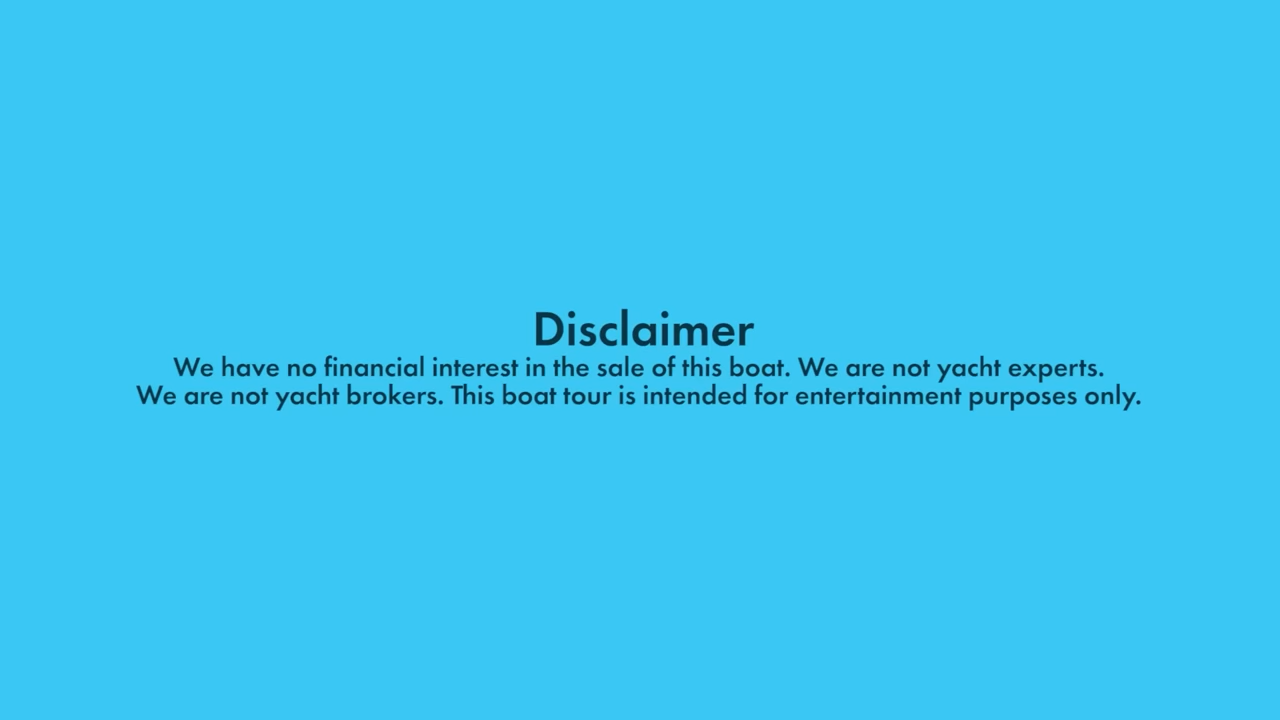 Disclaimer
We have no financial interest in the sale of this boat. We are not yacht experts.
We are not yacht brokers. This boat tour is intended for entertainment purposes only.